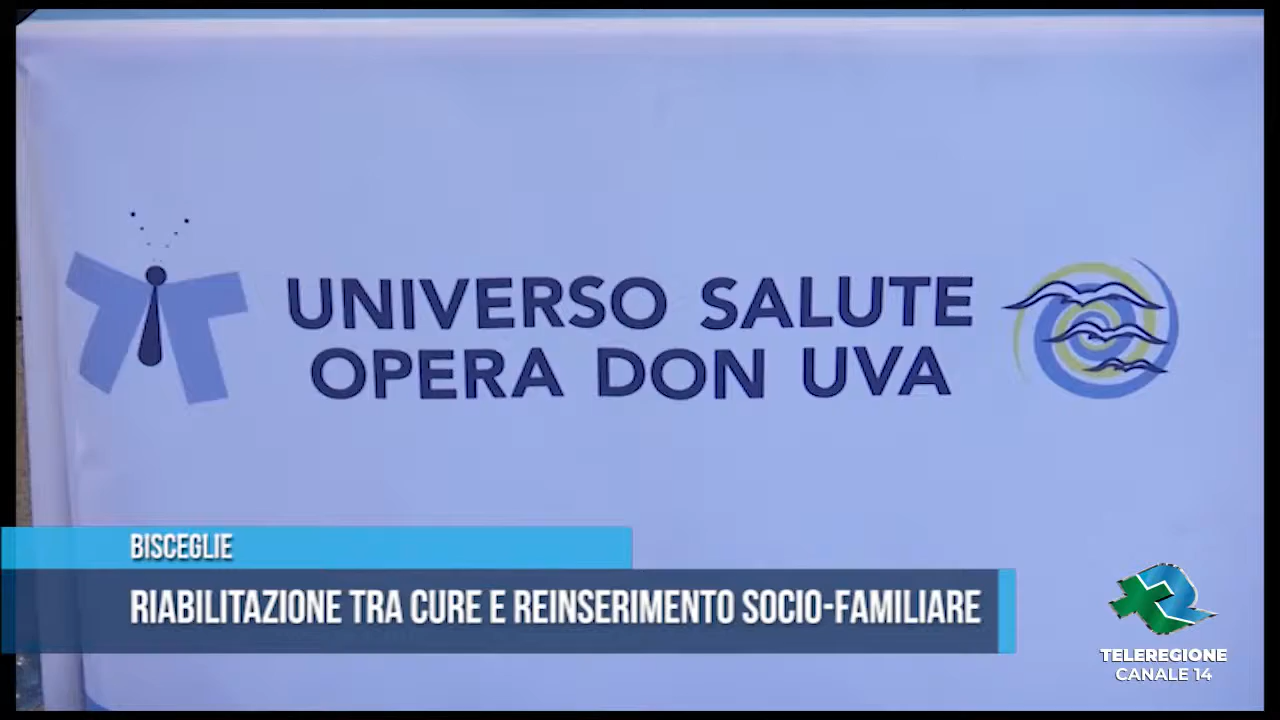 UNIVERSO SALUTE
OPERA DON UVA
BISCEGLIE
RIABILITAZIONE TRA CURE E REINSERIMENTO SOCIO-FAMILIARE
TELEREGIONE
CANALE 14